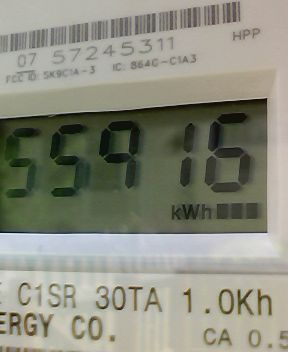 07 57245311
HPP
FCC ID: SK9C1A-3 IC: 864G-C1A3
55916
kWh
C1SR 30TA 1.0Kh
ERGY CO.
CA 0.5